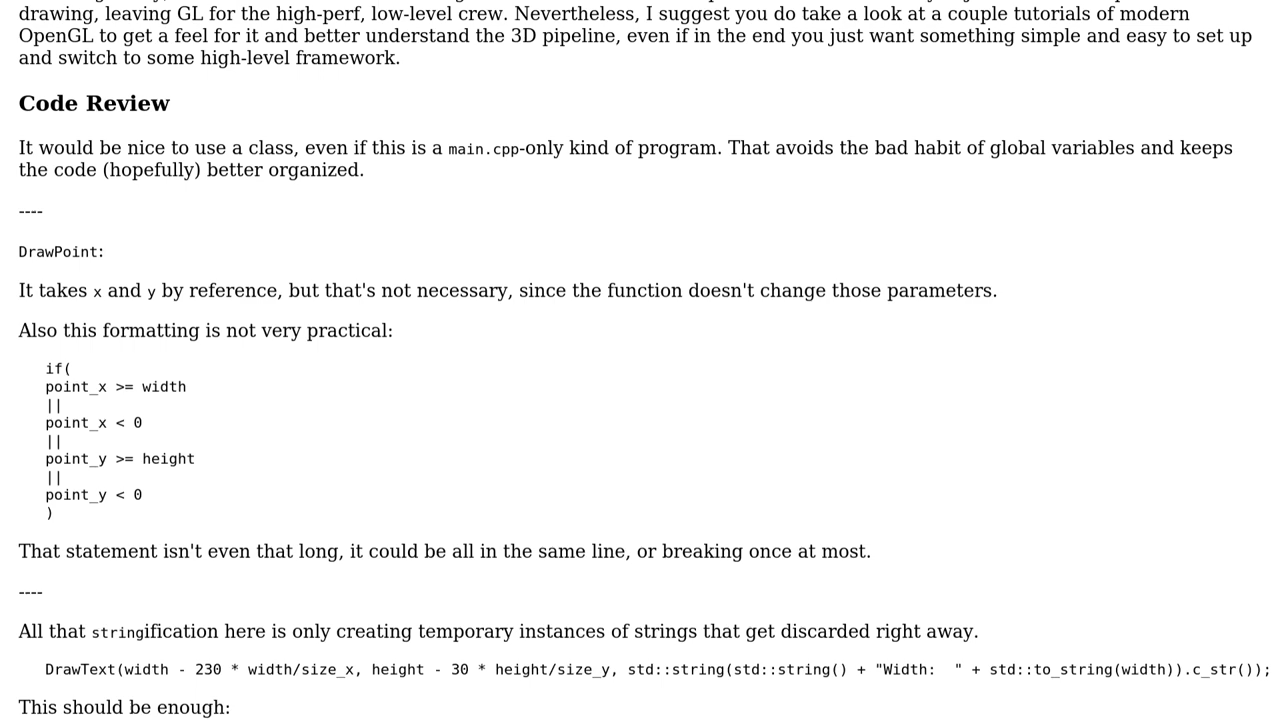 drawing, leaving GL for the high-perf, low-level crew. Nevertheless, I suggest you do take a look at a couple tutorials of modern
OpenGL to get a feel for it and better understand the 3D pipeline, even if in the end you just want something simple and easy to set up
and switch to some high-level framework.
Code Review
It would be nice to use a class, even if this is a main.cpp-only kind of program. That avoids the bad habit of global variables and keeps
the code (hopefully) better organized.
----
DrawPoint:
It takes x and y by reference, but that's not necessary, since the function doesn't change those parameters.
Also this formatting is not very practical:
if(
point_x >= width
||
point_x < 0
||
point_y >= height
||
point_y < 0
)
That statement isn't even that long, it could be all in the same line, or breaking once at most.
----
All that stringification here is only creating temporary instances of strings that get discarded right away.
DrawText(width - 230 * width/size_x, height - 30 * height/size_y, std::string(std::string() + "Width:  " + std::to_string(width)).c_str());
This should be enough: